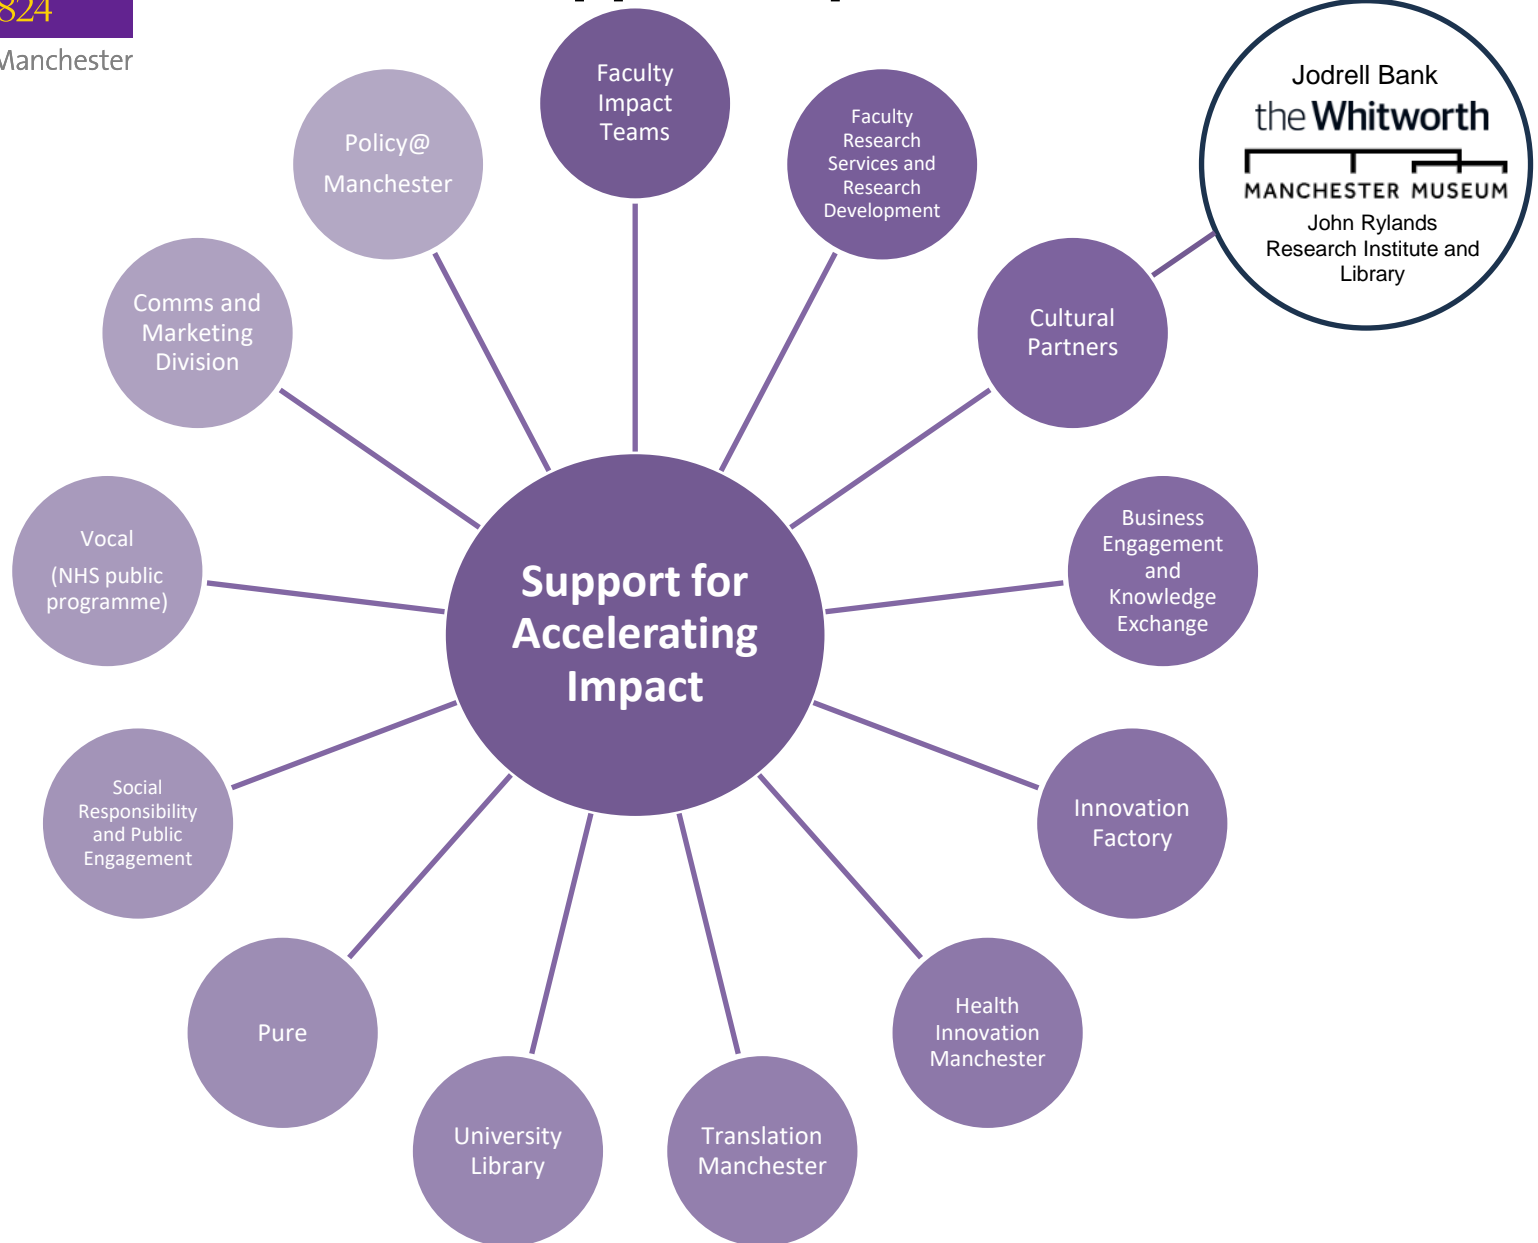 824
Manchester
Faculty
Impact
Teams
Faculty
Research
Services and
Research
Development
Jodrell Bank
the Whitworth
MANCHESTER MUSEUM
John Rylands
Research Institute and
Library
Policy@
Manchester
Cultural
Partners
Comms and
Marketing
Division
Business
Engagement
and
Knowledge
Exchange
Vocal
(NHS public
programme)
Support for
Accelerating
Impact
Innovation
Factory
Social
Responsibility
and Public
Engagement
Health
Innovation
Manchester
Pure
Translation
Manchester
University
Library